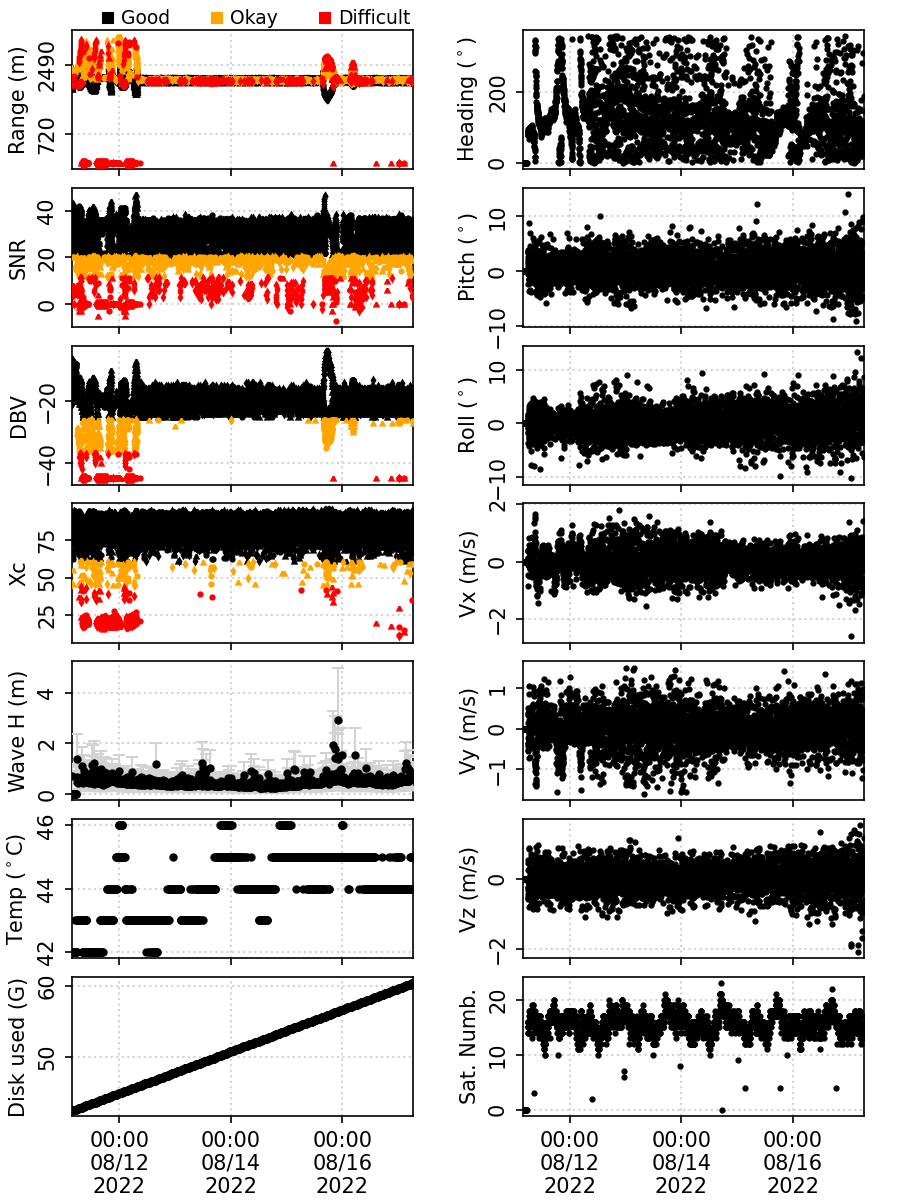 Good Okay Difficult
Range (m)
2490
720
Heading (°)
200
0
SNR
40
20
0
Pitch (°)
10
0
−10
DBV
−20
−40
Roll (°)
10
0
−10
Xc
75
50
25
Vx (m/s)
2
0
−2
Wave H (m)
4
2
0
Vy (m/s)
1
0
−1
Temp (°C)
46
44
42
Vz (m/s)
0
−2
Disk used (G)
60
50
Sat. Numb.
20
10
0
00:00 00:00 00:00 00:00 00:00 00:00
08/12 08/14 08/16 08/12 08/14 08/16
2022 2022 2022 2022 2022 2022